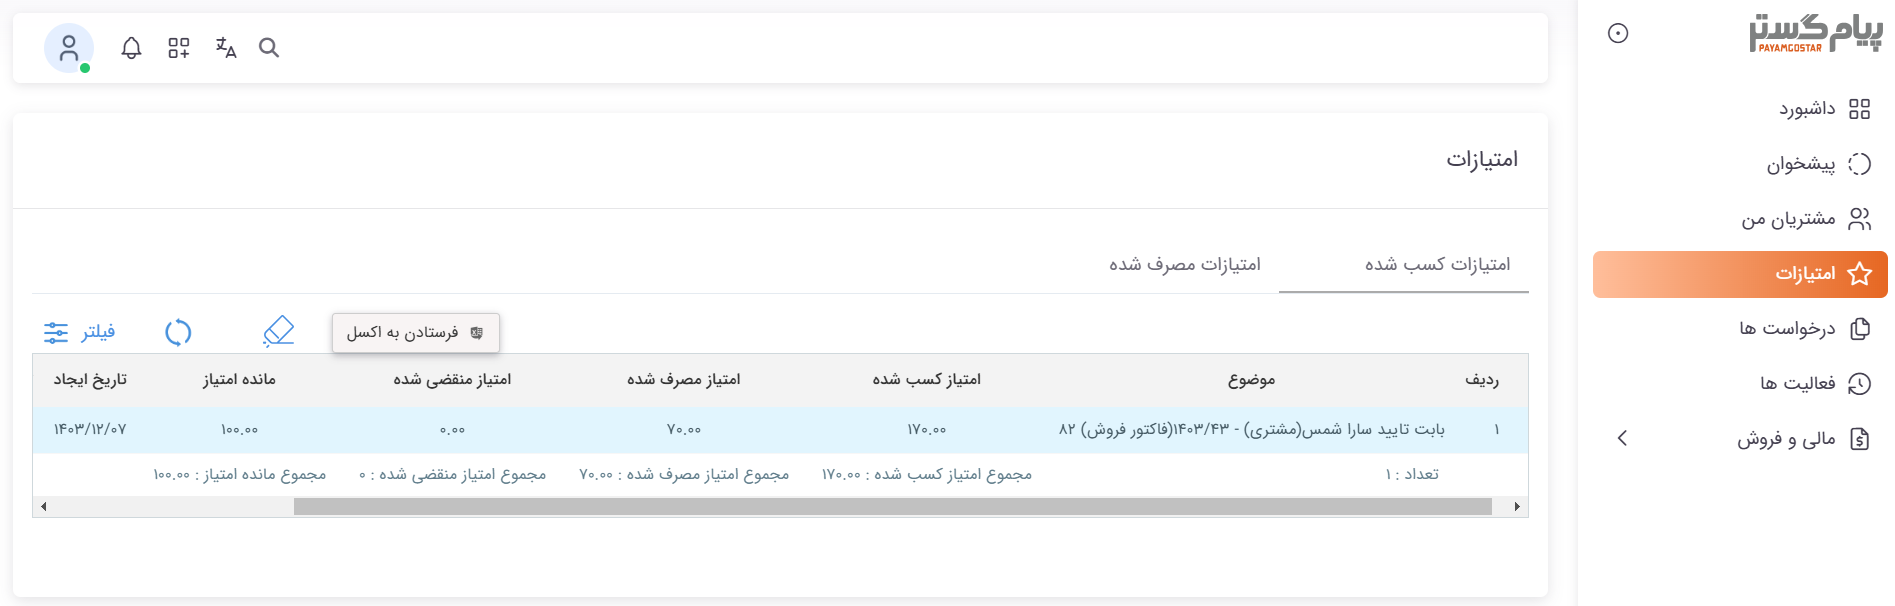 پیام گستر
PAYAMGOSTAR
داشبورد
پیشخوان
مشتریان من
امتیازات
درخواست ها
فعالیت ها
مالی و فروش
امتیازات
امتیازات کسب شده
امتیازات مصرف شده
فرستادن به اکسل
فیلتر
ردیف موضوع امتیاز کسب شده امتیاز مصرف شده امتیاز منقضی شده مانده امتیاز تاریخ ایجاد
۱ بابت تایید سارا شمس(مشتری) - ۱۴۰۳/۴۳(فاکتور فروش) ۸۲ ۱۷۰.۰۰ ۷۰.۰۰ ۰.۰۰ ۱۰۰.۰۰ ۱۴۰۳/۱۲/۰۷
تعداد : ۱ مجموع امتیاز کسب شده : ۱۷۰.۰۰ مجموع امتیاز مصرف شده : ۷۰.۰۰ مجموع امتیاز منقضی شده : ۰ مجموع مانده امتیاز : ۱۰۰.۰۰